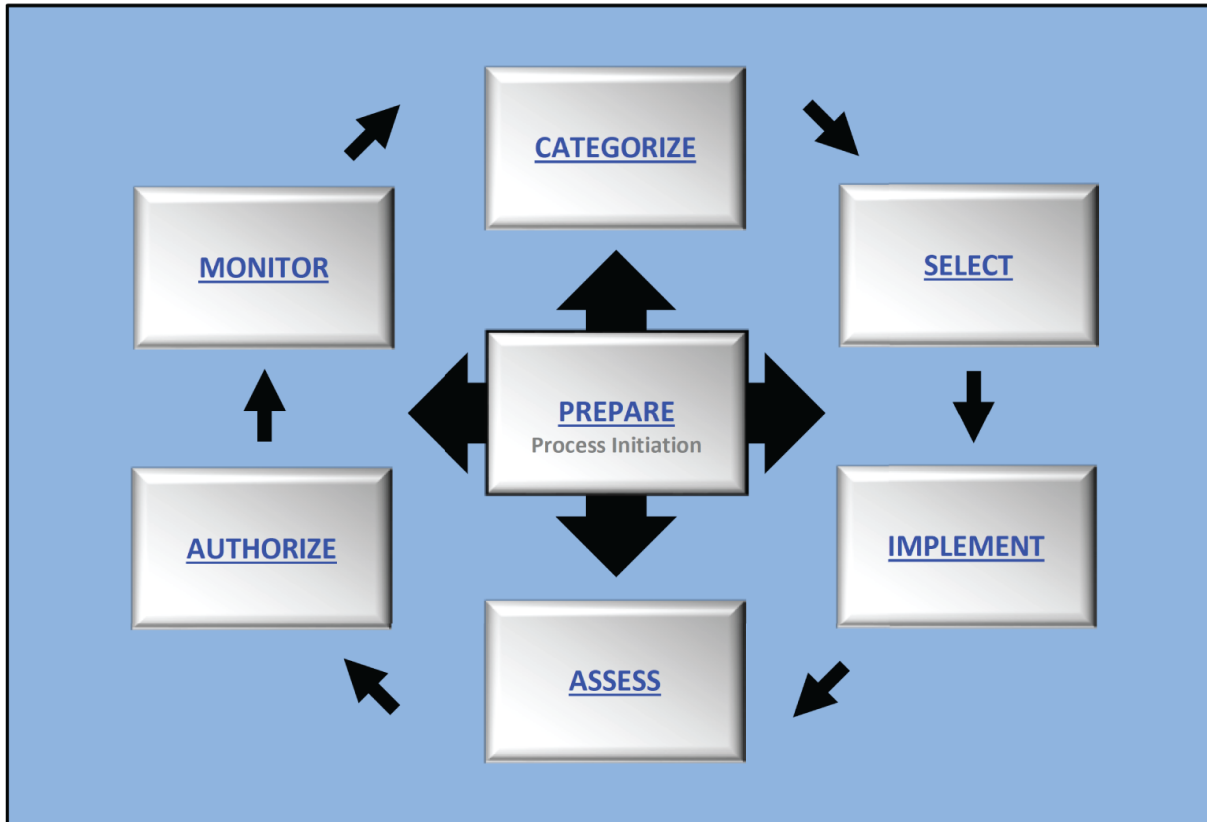 CATEGORIZE
MONITOR
SELECT
PREPARE
Process Initiation
AUTHORIZE
IMPLEMENT
ASSESS